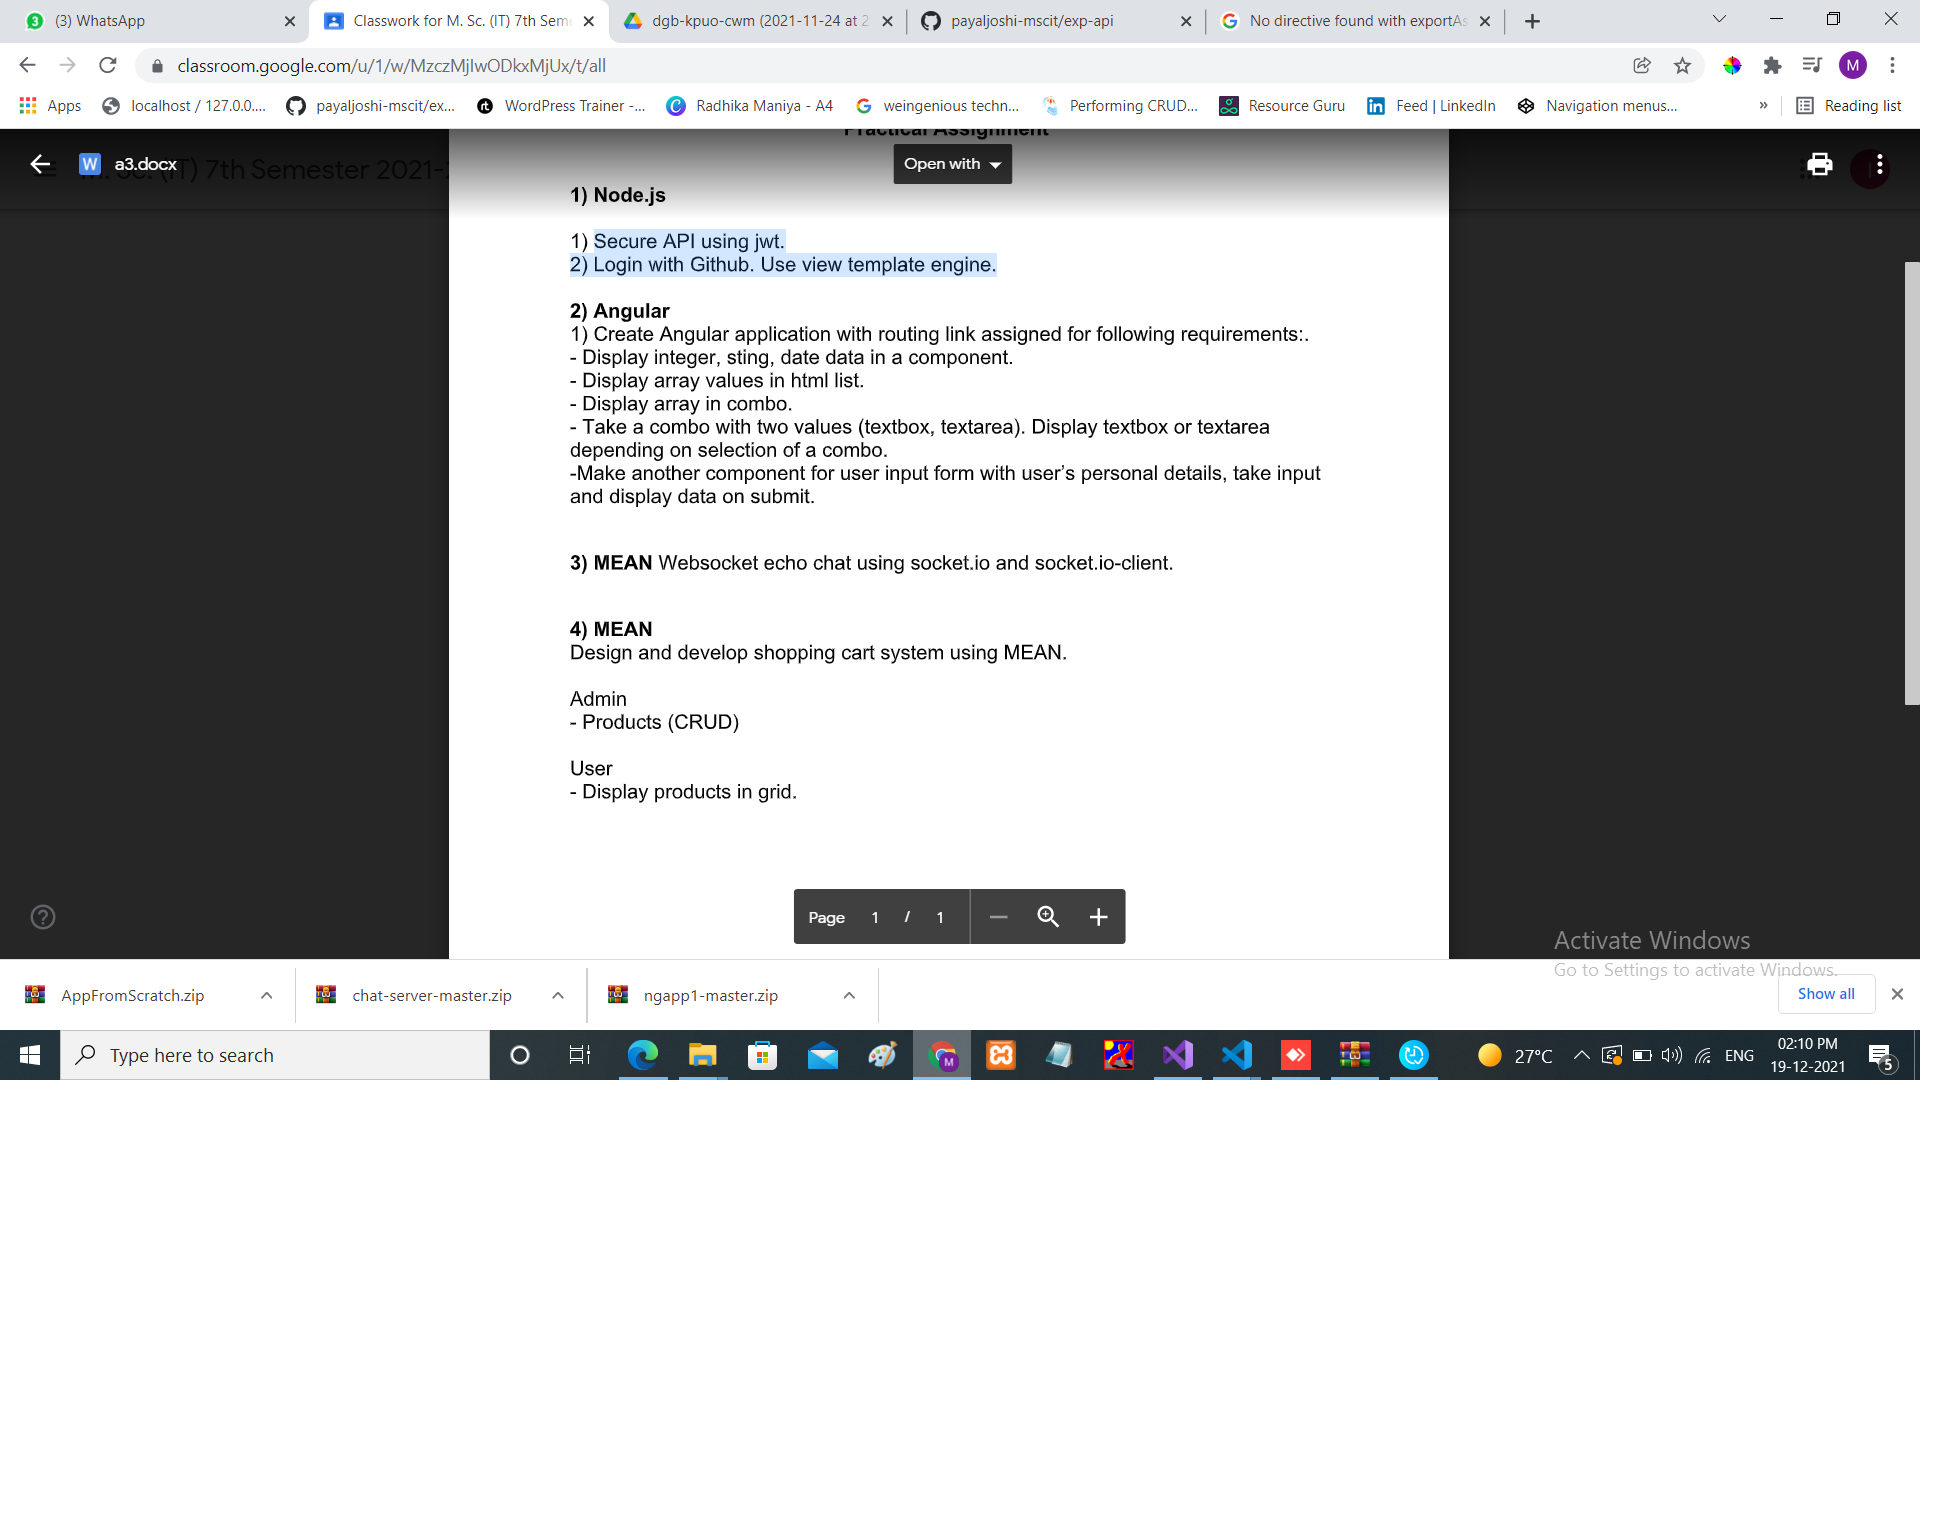 (3) WhatsApp
Classwork for M. Sc. (IT) 7th Sem
dgb-kpuo-cwm (2021-11-24 at 2
payaljoshi-mscit/exp-api
No directive found with exportAs
classroom.google.com/u/1/w/MzczMjIwODkxMjUx/t/all
M
Apps
localhost / 127.0.0....
payaljoshi-mscit/ex...
WordPress Trainer -...
Radhika Maniya - A4
weingenious techn...
Performing CRUD...
Resource Guru
Feed | LinkedIn
Navigation menus...
»
Reading list
Practical Assignment
W a3.docx
M. Sc. (IT) 7th Semester 2021-
Open with
1) Node.js
1) Secure API using jwt.
2) Login with Github. Use view template engine.
2) Angular
1) Create Angular application with routing link assigned for following requirements:.
- Display integer, sting, date data in a component.
- Display array values in html list.
- Display array in combo.
- Take a combo with two values (textbox, textarea). Display textbox or textarea
depending on selection of a combo.
-Make another component for user input form with user's personal details, take input
and display data on submit.
3) MEAN Websocket echo chat using socket.io and socket.io-client.
4) MEAN
Design and develop shopping cart system using MEAN.
Admin
- Products (CRUD)
User
- Display products in grid.
Page 1 / 1
Activate Windows
Go to Settings to activate Windows.
AppFromScratch.zip
chat-server-master.zip
ngapp1-master.zip
Show all
Type here to search
27°C
ENG
02:10 PM
19-12-2021
5